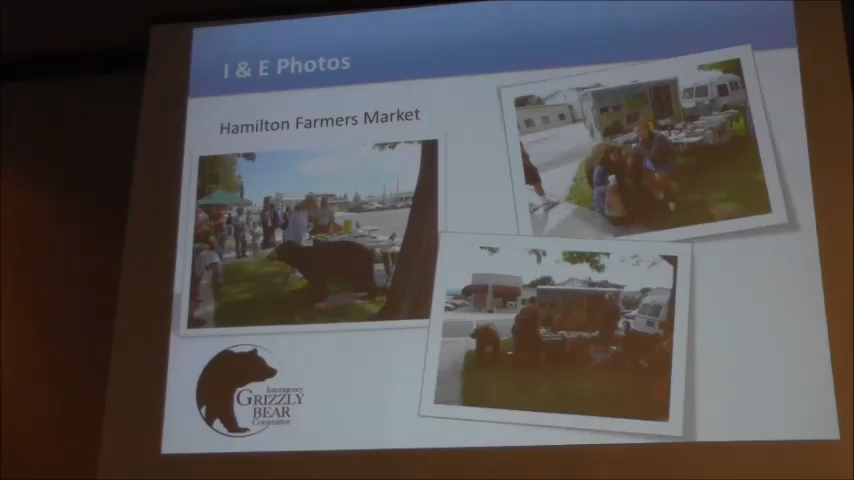 I & E Photos
Hamilton Farmers Market
Interagency
GRIZZLY
BEAR
Committee